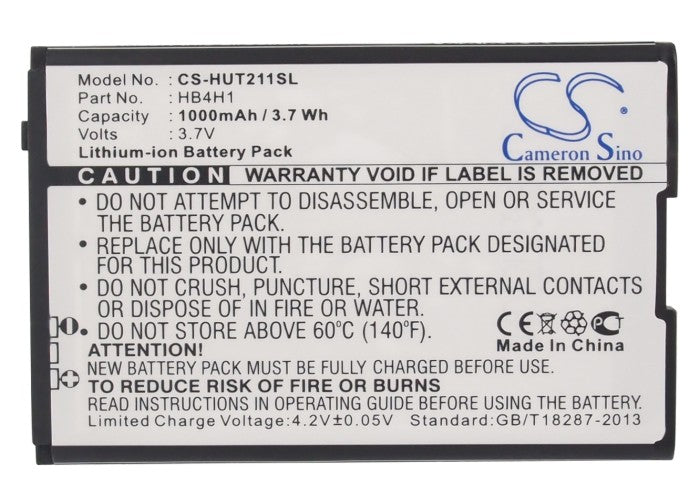 Model No. : CS-HUT211SL
Part No. : HB4H1
Capacity : 1000mAh / 3.7 Wh
Volts : 3.7V
Lithium-ion Battery Pack
CS
Cameron Sino
CAUTION WARRANTY VOID IF LABEL IS REMOVED
• DO NOT ATTEMPT TO DISASSEMBLE, OR OPEN THE BATTERY PACK.
• REPLACE ONLY WITH THE BATTERY PACK DESIGNATED FOR EACH APPLICATION.
• DO NOT CRUSH, PUNCTURE, SHORT EXTERNAL CONTACTS OR DISPOSE OF IN FIRE OR WATER.
• DO NOT STORE ABOVE 60°C (140°F).
CE
PC
Made In China
ATTENTION!
NEW BATTERY PACK MUST BE FULLY CHARGED BEFORE USE.
TO REDUCE RISK OF FIRE OR BURNS
READ INSTRUCTIONS IN OPERATING GUIDE BEFORE USING BATTERY.
Limited Charge Voltage:4.2V±0.05V Standard:GB/T18287-2013